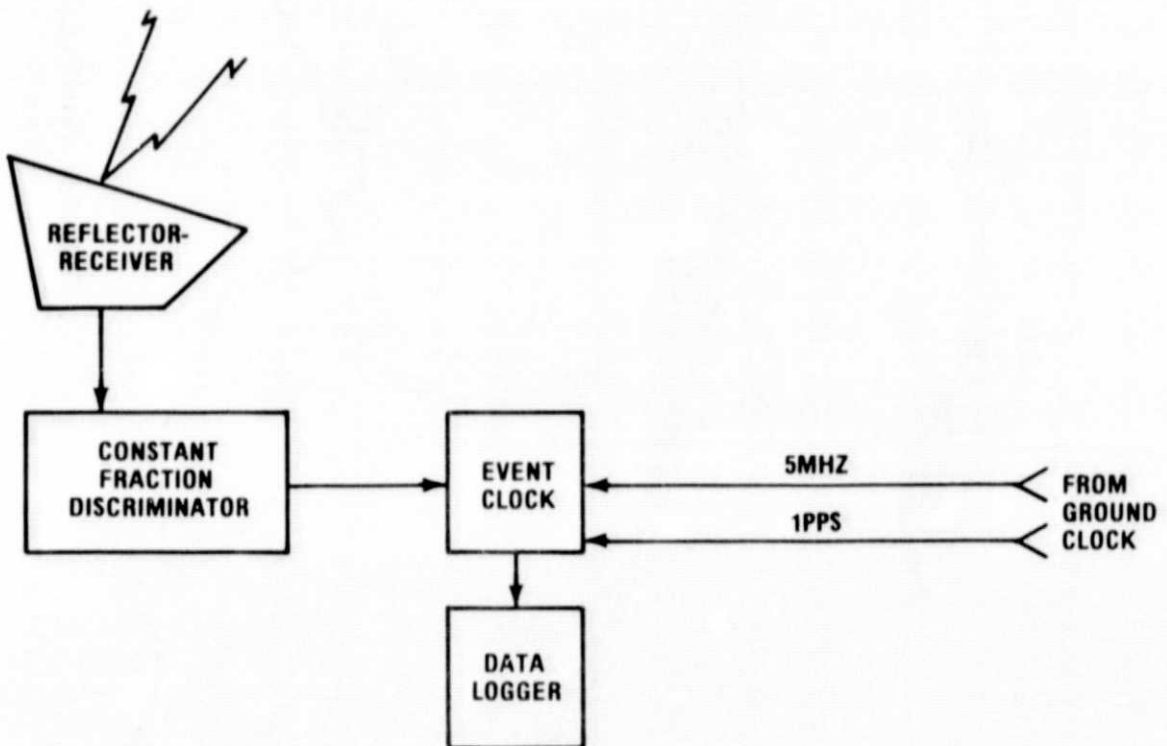 REFLECTOR-
RECEIVER
CONSTANT
FRACTION
DISCRIMINATOR
EVENT
CLOCK
5MHZ
1PPS
FROM
GROUND
CLOCK
DATA
LOGGER